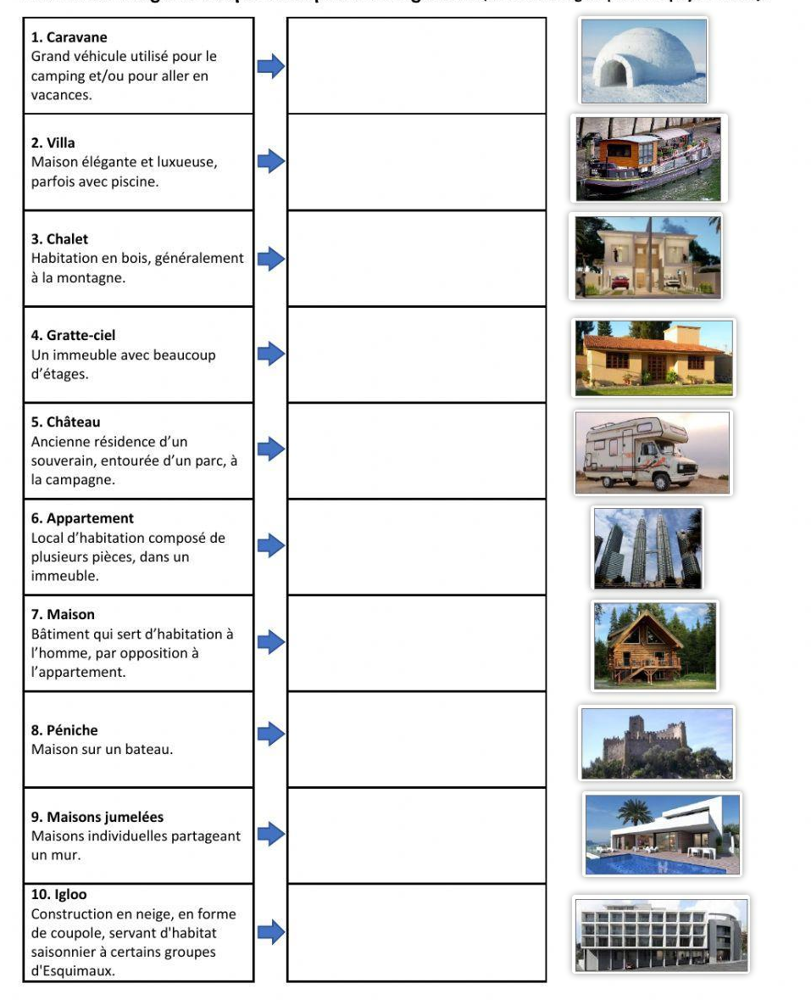 1. Caravane
Grand véhicule utilisé pour le
camping et/ou pour aller en
vacances.
2. Villa
Maison élégante et luxueuse,
parfois avec piscine.
3. Chalet
Habitation en bois, généralement
à la montagne.
4. Gratte-ciel
Un immeuble avec beaucoup
d'étages.
5. Château
Ancienne résidence d'un
souverain, entourée d'un parc, à
la campagne.
6. Appartement
Local d'habitation composé de
plusieurs pièces, dans un
immeuble.
7. Maison
Bâtiment qui sert d'habitation à
l'homme, par opposition à
l'appartement.
8. Péniche
Maison sur un bateau.
9. Maisons jumelées
Maisons individuelles partageant
un mur.
10. Igloo
Construction en neige, en forme
de coupole, servant d'habitat
saisonnier à certains groupes
d'Esquimaux.